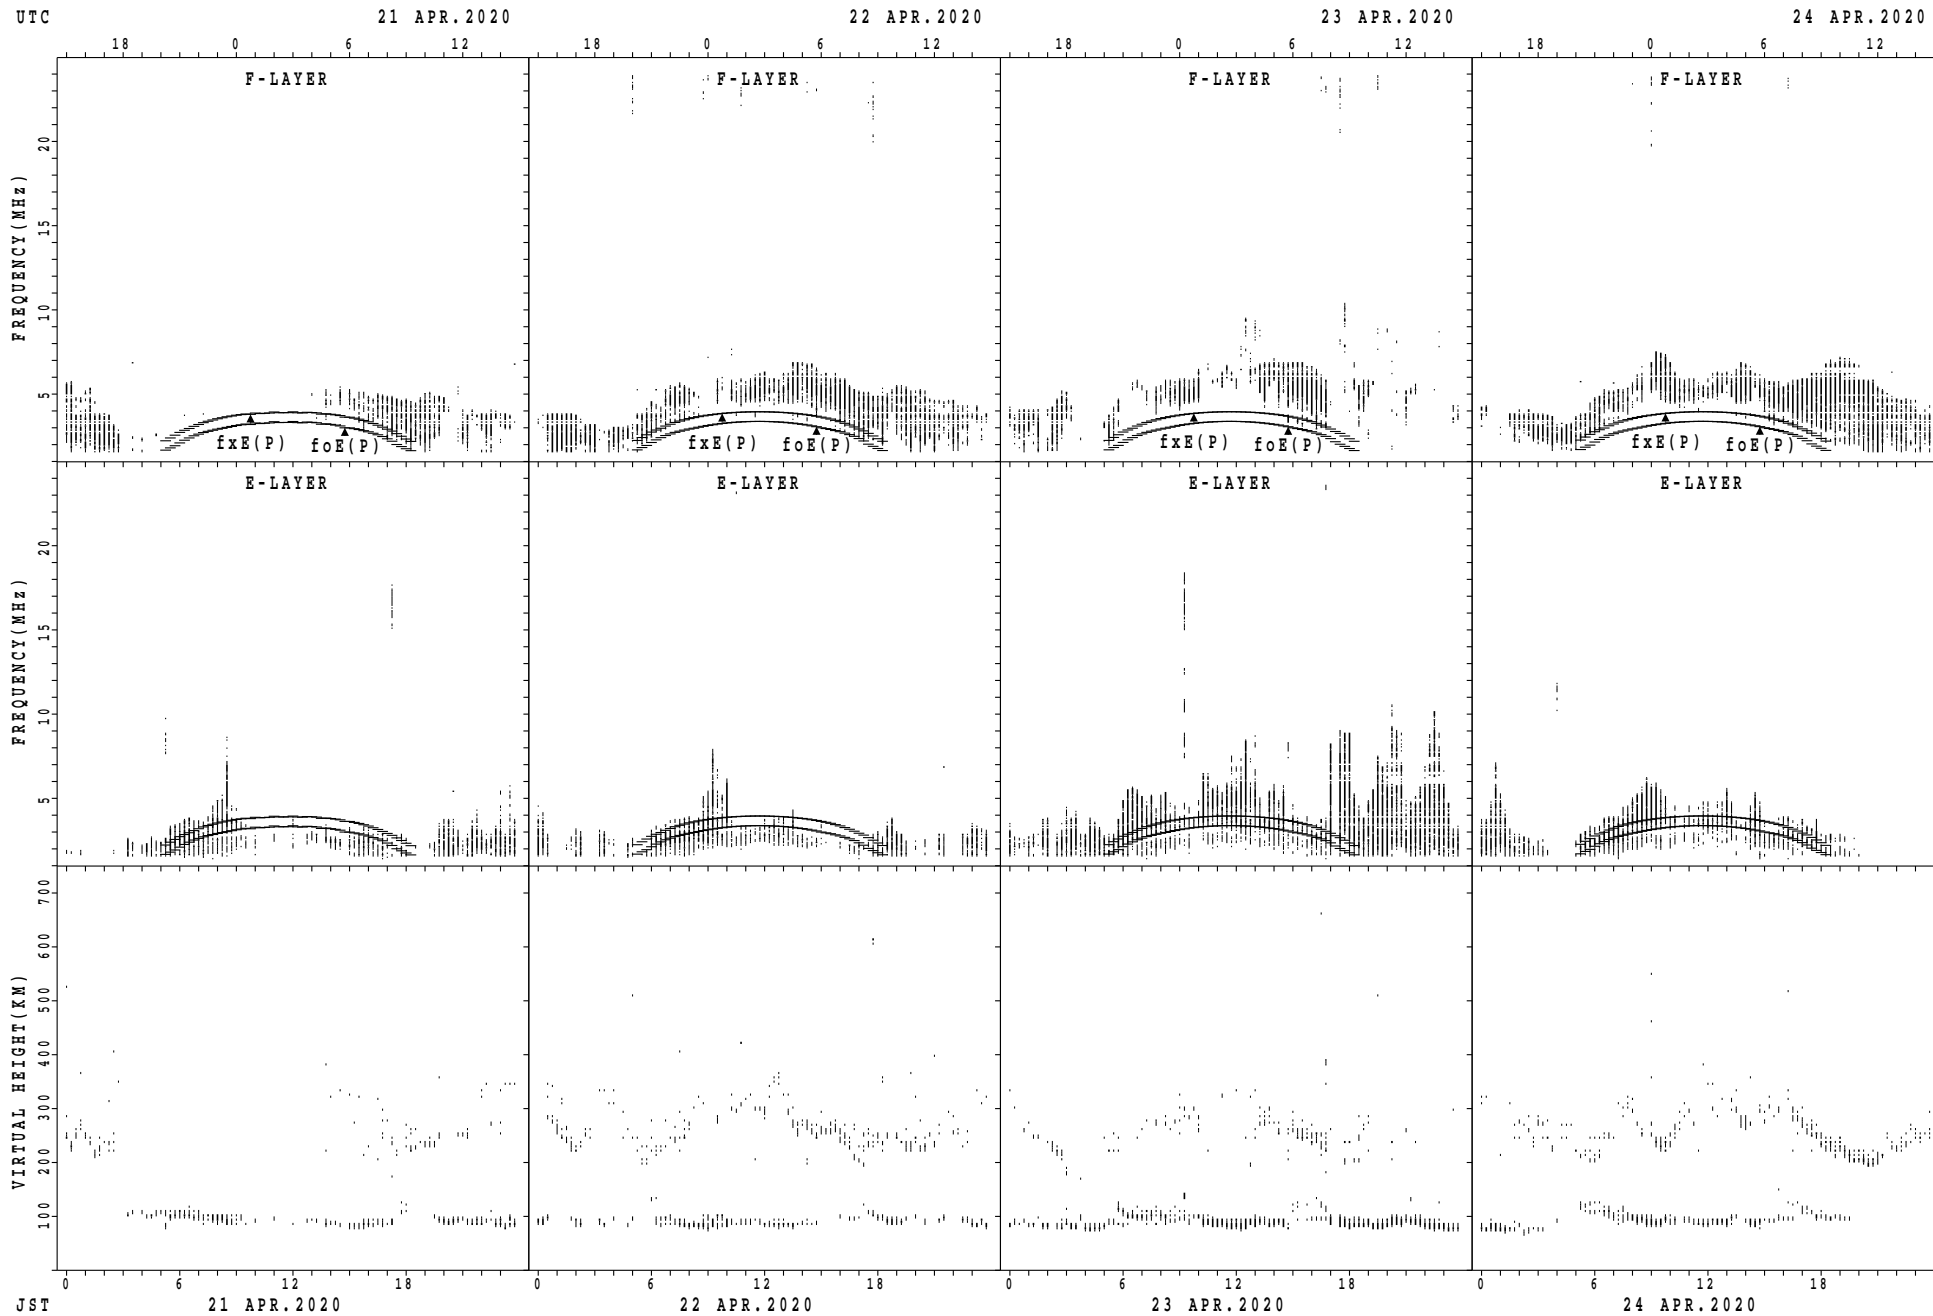 UTC 21 APR.2020 22 APR.2020 23 APR.2020 24 APR.2020
18 0 6 12 18 0 6 12 18 0 6 12 18 0 6 12
F-LAYER F-LAYER F-LAYER F-LAYER
FREQUENCY(MHz)
20
15
10
5
fxE(P) foE(P) fxE(P) foE(P) fxE(P) foE(P) fxE(P) foE(P)
E-LAYER E-LAYER E-LAYER E-LAYER
FREQUENCY(MHz)
20
15
10
5
VIRTUAL HEIGHT(KM)
700
600
500
400
300
200
100
0 6 12 18 0 6 12 18 0 6 12 18 0 6 12 18
JST 21 APR.2020 22 APR.2020 23 APR.2020 24 APR.2020